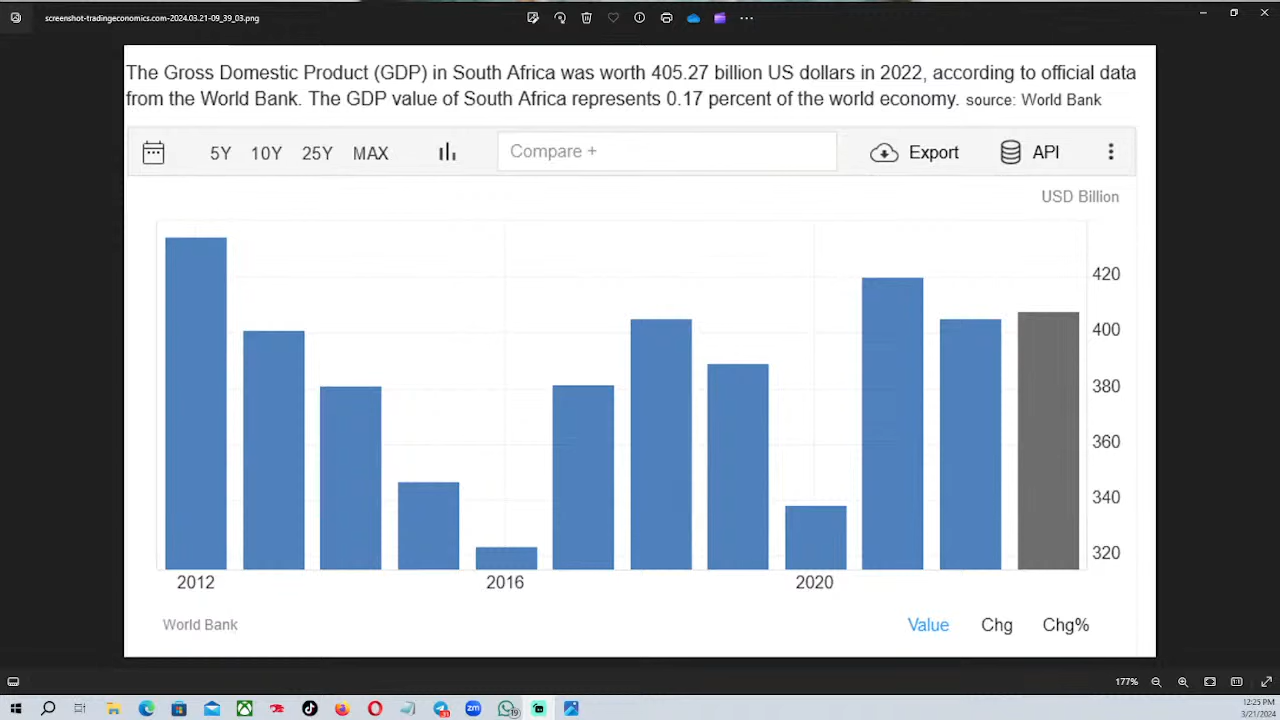 screenshot-tradingeconomics.com-2024.03.21-09_39_03.png
The Gross Domestic Product (GDP) in South Africa was worth 405.27 billion US dollars in 2022, according to official data
from the World Bank. The GDP value of South Africa represents 0.17 percent of the world economy. source: World Bank
5Y 10Y 25Y MAX Compare + Export API
USD Billion
420
400
380
360
340
320
2012 2016 2020
World Bank Value Chg Chg%
177%
12:25 PM
3/21/2024